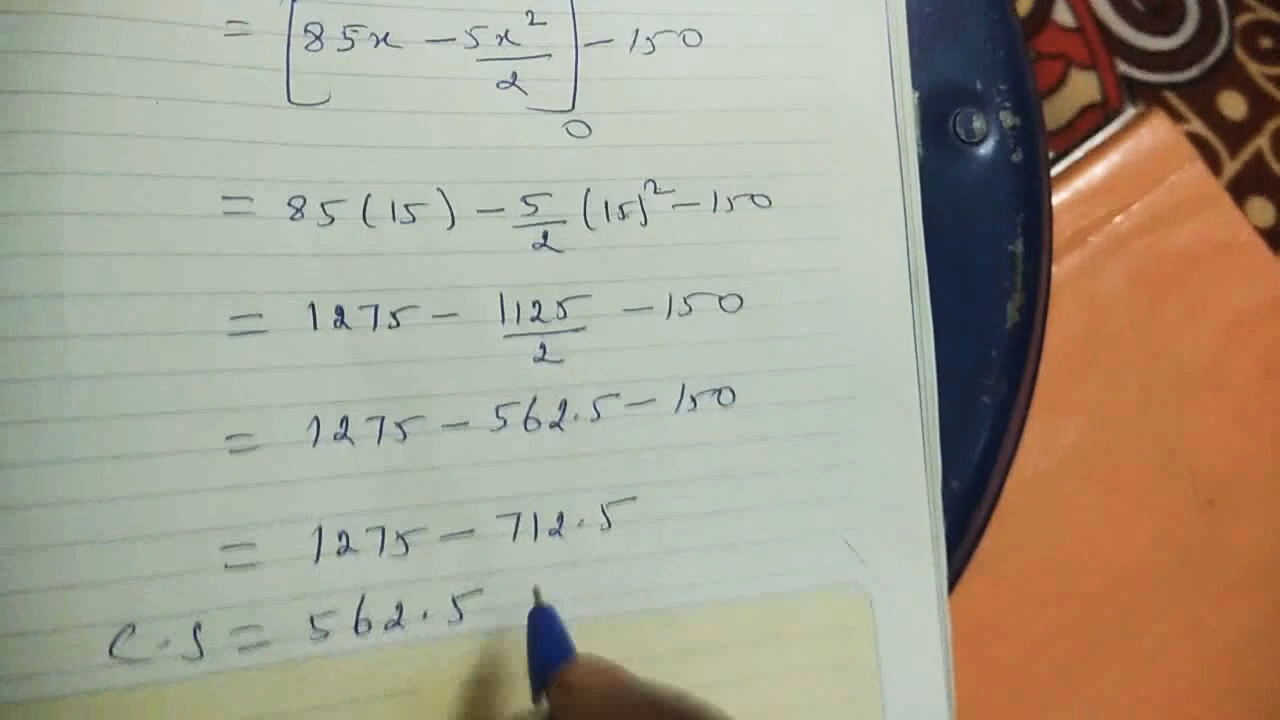 = [85x - 5x²/2]₀ - 150
= 85(15) - 5/2 (15)² - 150
= 1275 - 1125/2 - 150
= 1275 - 562.5 - 150
= 1275 - 712.5
C.S = 562.5